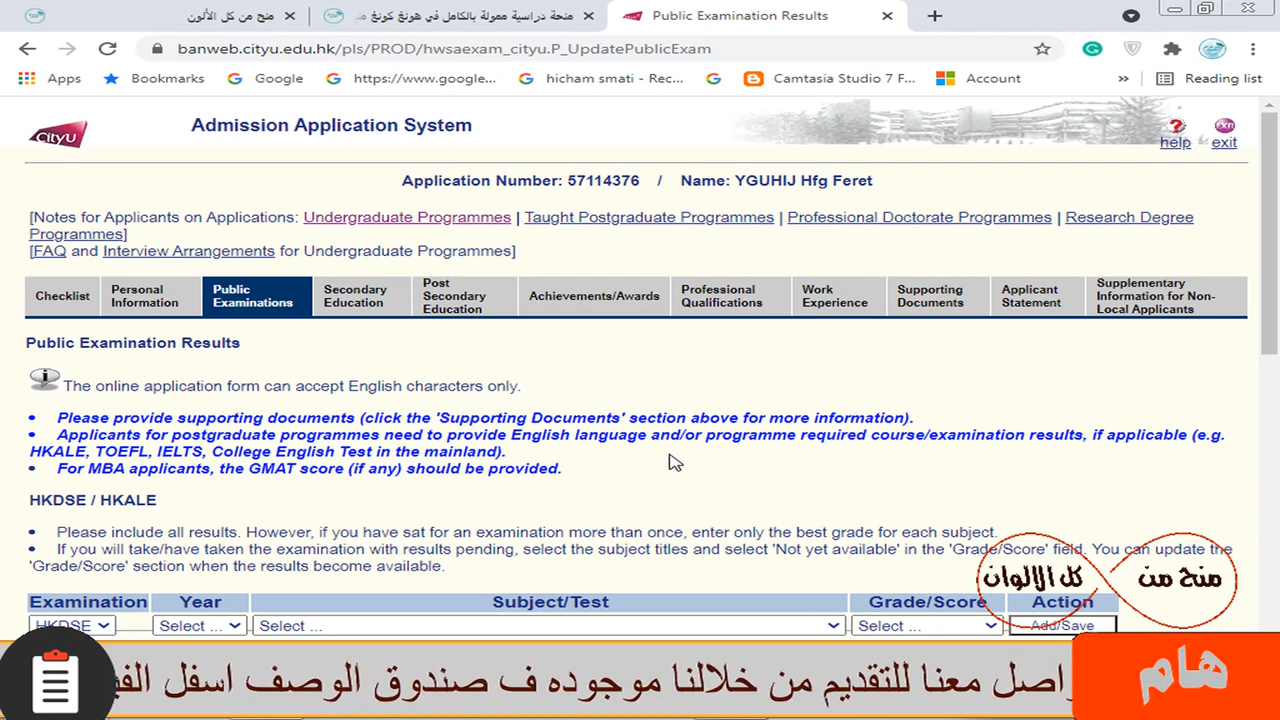 منح من كل الألون
منحة دراسية ممولة بالكامل في هونغ كونغ
Public Examination Results
banweb.cityu.edu.hk/pls/PROD/hwsaexam_cityu.P_UpdatePublicExam
Apps
Bookmarks
Google
https://www.google...
hicham smati - Rec...
Camtasia Studio 7 F...
Account
»
Reading list
CityU
Admission Application System
help
exit
Application Number: 57114376 / Name: YGUHIJ Hfg Feret
[Notes for Applicants on Applications: Undergraduate Programmes | Taught Postgraduate Programmes | Professional Doctorate Programmes | Research Degree
Programmes]
[FAQ and Interview Arrangements for Undergraduate Programmes]
Checklist
Personal
Information
Public
Examinations
Secondary
Education
Post
Secondary
Education
Achievements/Awards
Professional
Qualifications
Work
Experience
Supporting
Documents
Applicant
Statement
Supplementary
Information for Non-
Local Applicants
Public Examination Results
The online application form can accept English characters only.
• Please provide supporting documents (click the 'Supporting Documents' section above for more information).
• Applicants for postgraduate programmes need to provide English language and/or programme required course/examination results, if applicable (e.g.
HKALE, TOEFL, IELTS, College English Test in the mainland).
• For MBA applicants, the GMAT score (if any) should be provided.
HKDSE / HKALE
• Please include all results. However, if you have sat for an examination more than once, enter only the best grade for each subject.
• If you will take/have taken the examination with results pending, select the subject titles and select 'Not yet available' in the 'Grade/Score' field. You can update the
'Grade/Score' section when the results become available.
منح من كل الالوان
Examination Year Subject/Test Grade/Score Action
HKDSE Select ... Select ... Select ... Add/Save
هام
معنا للتقديم من خلالنا موجوده ف صندوق الوصف اسفل